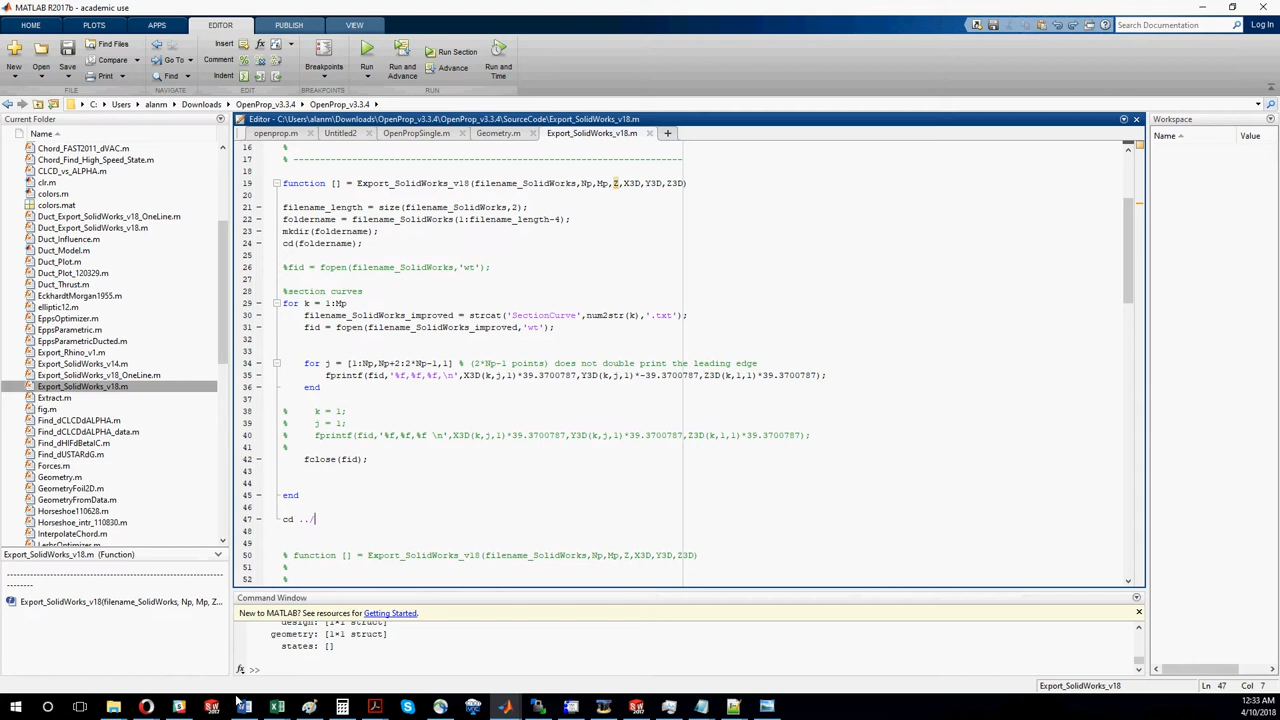 MATLAB R2017b - academic use
HOME PLOTS APPS EDITOR PUBLISH VIEW Search Documentation Log In
New Open Save Find Files Compare Print Go To Find Insert Comment Indent fx Breakpoints Run Run and Advance Run Section Advance Run and Time
FILE NAVIGATE EDIT BREAKPOINTS RUN
C: Users alanm Downloads OpenProp_v3.3.4 OpenProp_v3.3.4
Current Folder
Name
Chord_FAST2011_dVAC.m
Chord_Find_High_Speed_State.m
CLCD_vs_ALPHA.m
clr.m
colors.m
colors.mat
Duct_Export_SolidWorks_v18_OneLine.m
Duct_Export_SolidWorks_v18.m
Duct_Influence.m
Duct_Model.m
Duct_Plot.m
Duct_Plot_120329.m
Duct_Thrust.m
EckhardtMorgan1955.m
elliptic12.m
EppsOptimizer.m
EppsParametric.m
EppsParametricDucted.m
Export_Rhino_v1.m
Export_SolidWorks_v14.m
Export_SolidWorks_v18_OneLine.m
Export_SolidWorks_v18.m
Extract.m
fig.m
Find_dCLCDdALPHA.m
Find_dCLCDdALPHA_data.m
Find_dHIFdBetaIC.m
Find_dUSTARdG.m
Forces.m
Geometry.m
GeometryFoil2D.m
GeometryFromData.m
Horseshoe110628.m
Horseshoe_intr_110830.m
InterpolateChord.m
Export_SolidWorks_v18.m (Function)
Export_SolidWorks_v18(filename_SolidWorks, Np, Mp, Z...
Editor - C:\Users\alanm\Downloads\OpenProp_v3.3.4\OpenProp_v3.3.4\SourceCode\Export_SolidWorks_v18.m
openprop.m Untitled2 OpenPropSingle.m Geometry.m Export_SolidWorks_v18.m
16 %
17 % -------------------------------------------------------------------------
18
19 function [] = Export_SolidWorks_v18(filename_SolidWorks,Np,Mp,Z,X3D,Y3D,Z3D)
20
21 filename_length = size(filename_SolidWorks,2);
22 foldername = filename_SolidWorks(1:filename_length-4);
23 mkdir(foldername);
24 cd(foldername);
25
26 %fid = fopen(filename_SolidWorks,'wt');
27
28 %section curves
29 for k = 1:Mp
30 filename_SolidWorks_improved = strcat('SectionCurve',num2str(k),'.txt');
31 fid = fopen(filename_SolidWorks_improved,'wt');
32
33
34 for j = [1:Np,Np+2:2*Np-1,1] % (2*Np-1 points) does not double print the leading edge
35 fprintf(fid,'%f,%f,%f,\n',X3D(k,j,1)*39.3700787,Y3D(k,j,1)*-39.3700787,Z3D(k,1,1)*39.3700787);
36 end
37
38 % k = 1;
39 % j = 1;
40 % fprintf(fid,'%f,%f,%f \n',X3D(k,j,1)*39.3700787,Y3D(k,j,1)*39.3700787,Z3D(k,1,1)*39.3700787);
41 %
42 fclose(fid);
43
44
45 end
46
47 cd ../
48
49
50 % function [] = Export_SolidWorks_v18(filename_SolidWorks,Np,Mp,Z,X3D,Y3D,Z3D)
51 %
52 %
Command Window
New to MATLAB? See resources for Getting Started.
design: [1×1 struct]
geometry: [1×1 struct]
states: []
fx >>
Workspace
Name Value
Export_SolidWorks_v18 Ln 47 Col 7
12:33 AM
4/10/2018